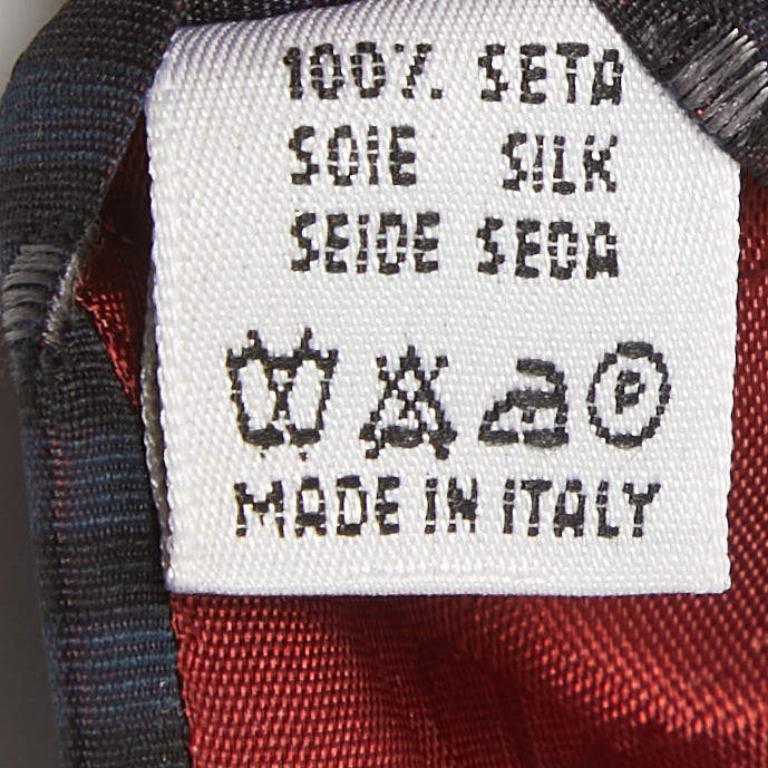 100% SETA
SOIE SILK
SEIDE SEDA
P
MADE IN ITALY